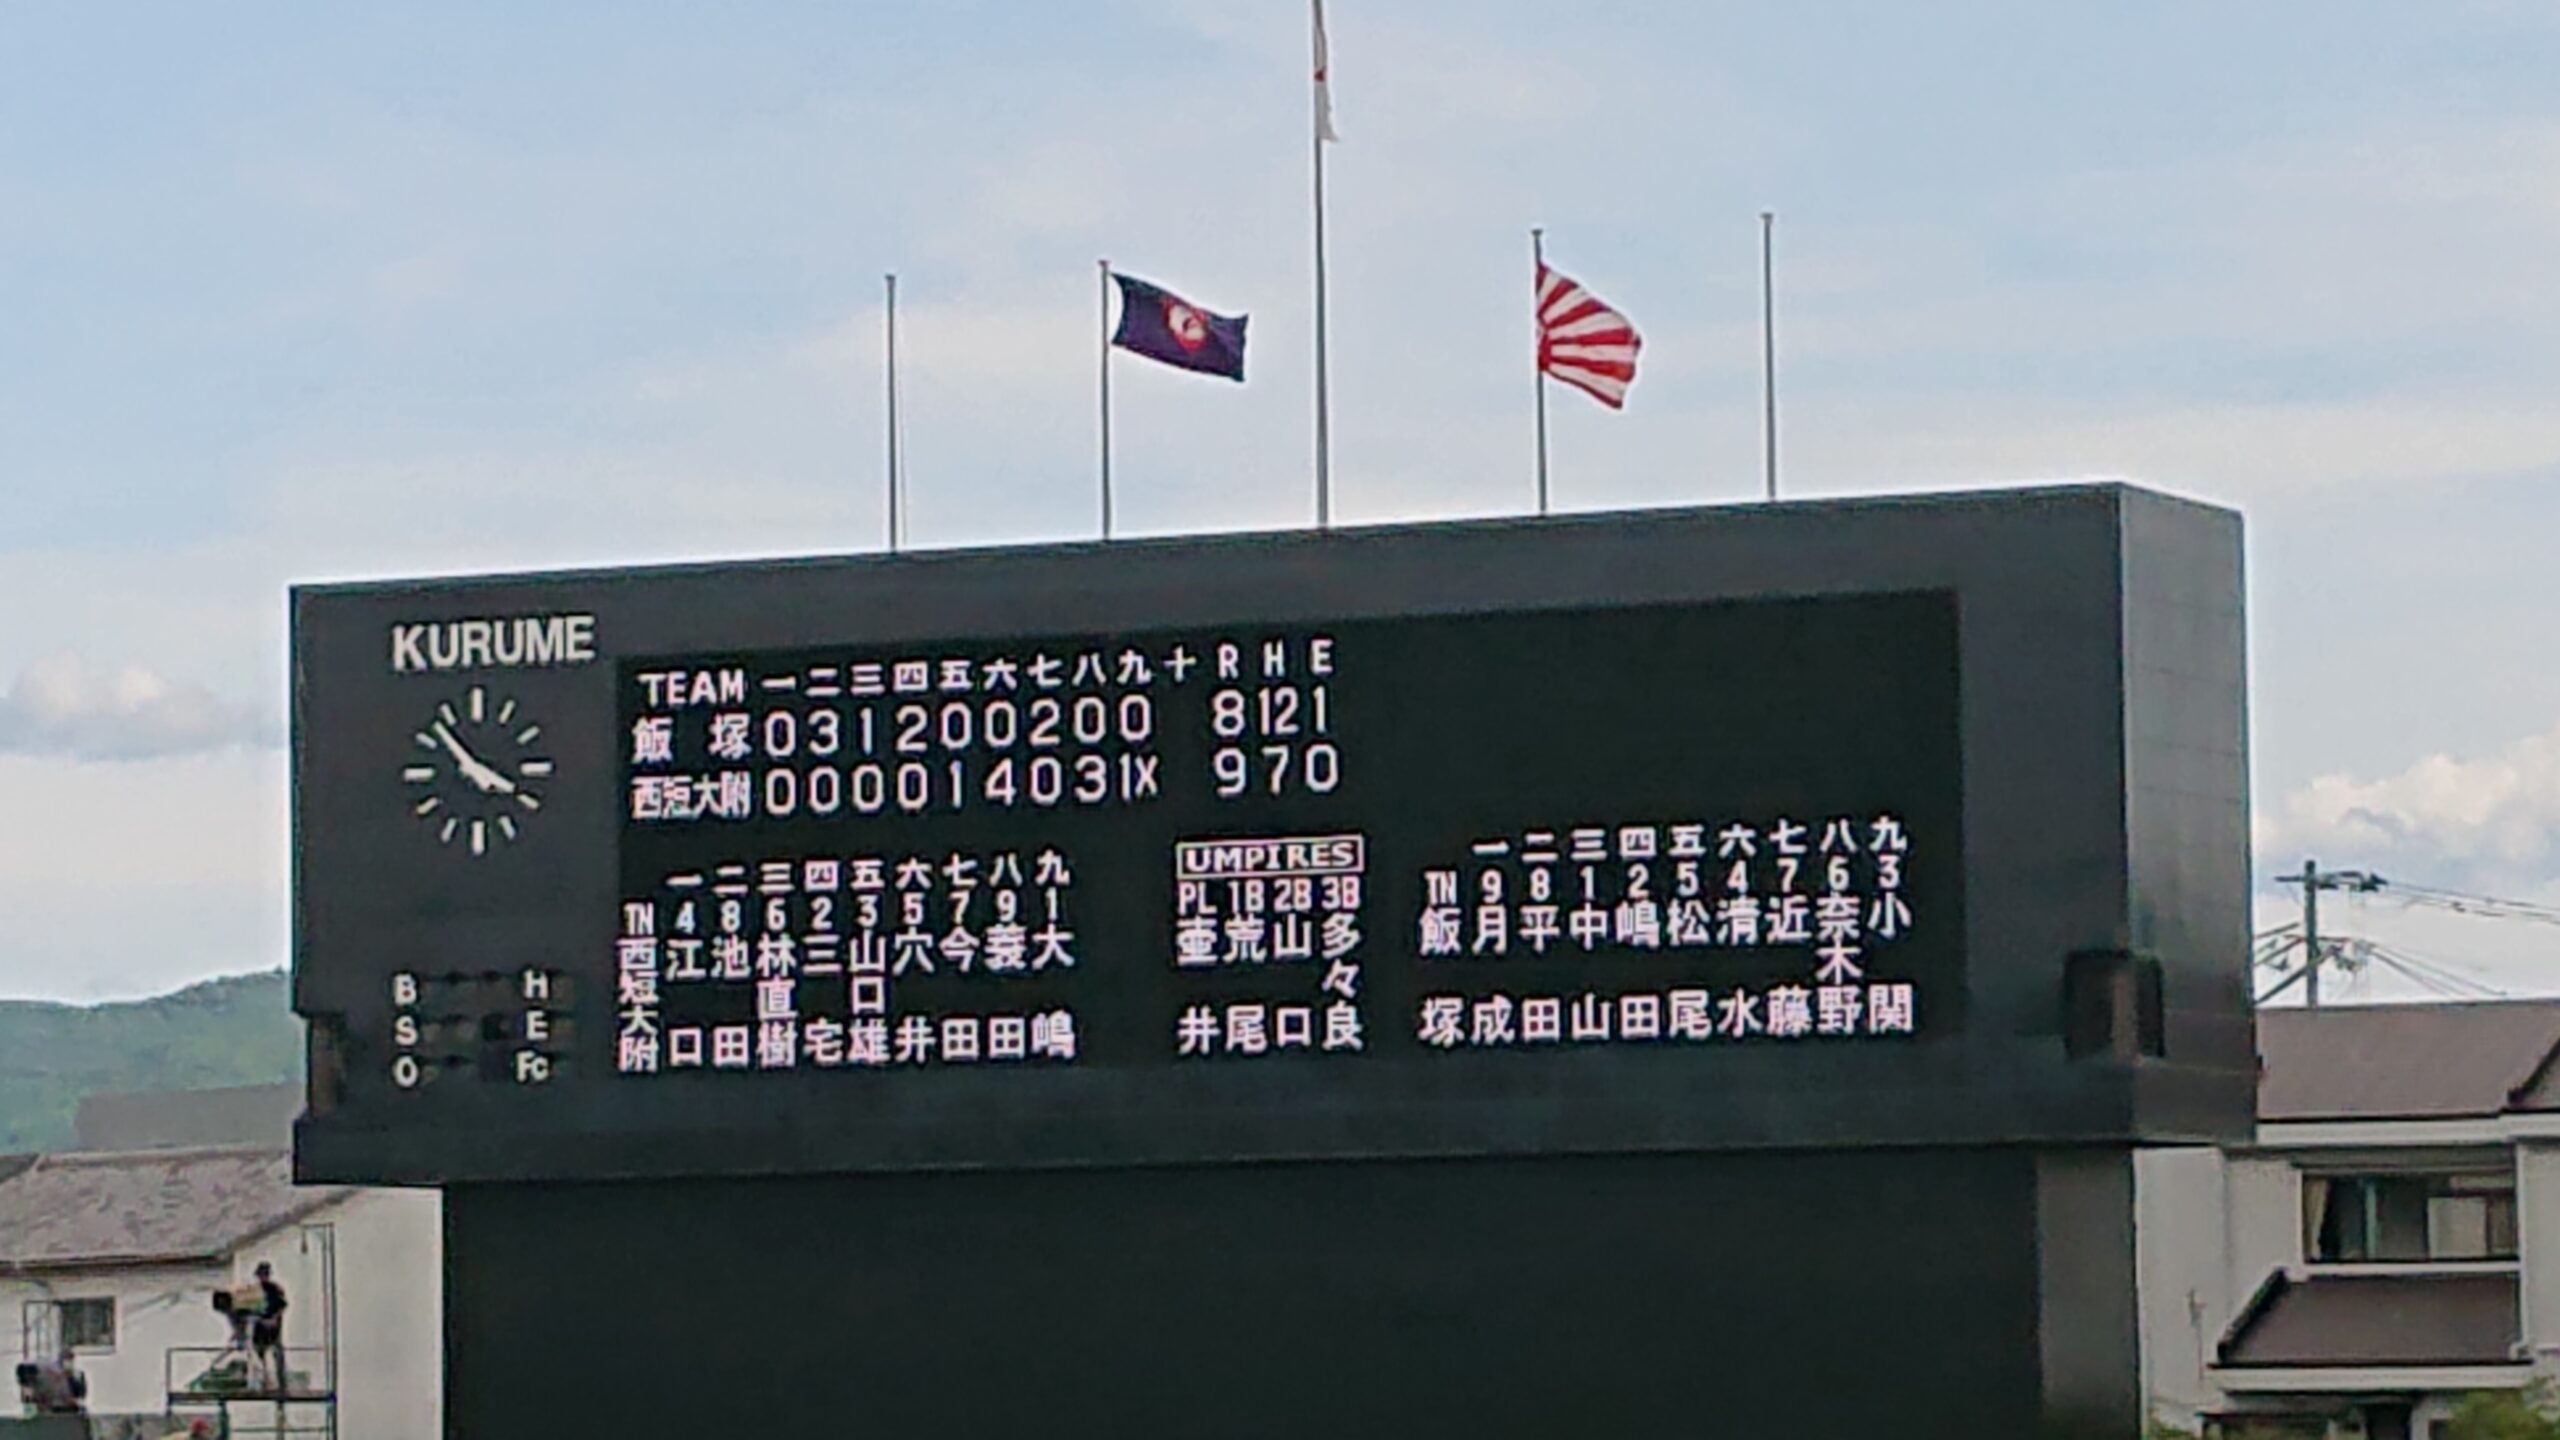 KURUME
TEAM 一 二 三 四 五 六 七 八 九 十 R H E
飯塚 0 3 1 2 0 0 2 0 0 8 12 1
西短大附 0 0 0 0 1 4 0 3 1X 9 7 0
一 二 三 四 五 六 七 八 九
TN 4 8 6 2 3 5 7 9 1
西短大附 江口 池田 林直樹 三宅 山口雄 穴井 今田 蓑田 大嶋
UMPIRES
PL 1B 2B 3B
壷井 荒尾 山口 多々良
一 二 三 四 五 六 七 八 九
TN 9 8 1 2 5 4 7 6 3
飯塚 月成 平田 中山 嶋田 松尾 清水 近藤 奈木野 小関
B H
S E
O Fc